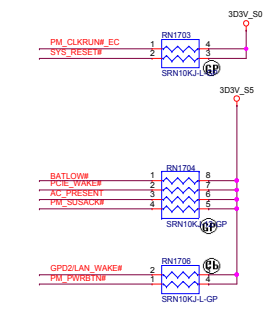 3D3V_S0
RN1703
PM_CLKRUN#_EC 1 4
SYS_RESET# 2 3
SRN10KJ-L-GP
3D3V_S5
RN1704
BATLOW# 1 8
PCIE_WAKE# 2 7
AC_PRESENT 3 6
PM_SUSACK# 4 5
RN1706
GPD2/LAN_WAKE# 2 3
PM_PWRBTN# 1 4
SRN10KJ-L-GP